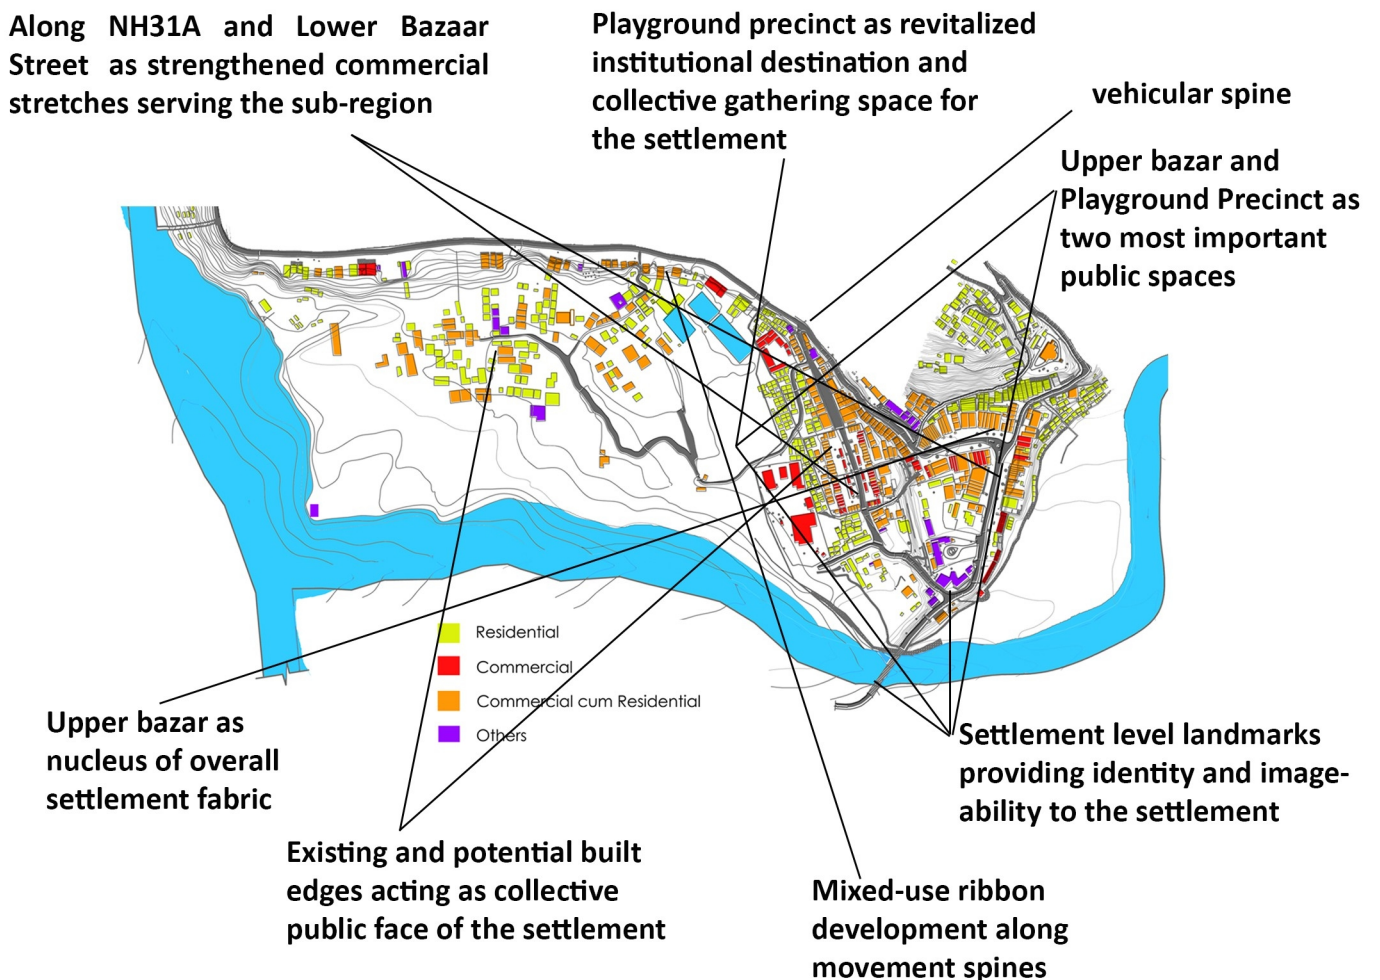 Along NH31A and Lower Bazaar
Street as strengthened commercial
stretches serving the sub-region
Playground precinct as revitalized
institutional destination and
collective gathering space for
the settlement
vehicular spine
Upper bazar and
Playground Precinct as
two most important
public spaces
Residential
Commercial
Commercial cum Residential
Others
Upper bazar as
nucleus of overall
settlement fabric
Settlement level landmarks
providing identity and image-
ability to the settlement
Existing and potential built
edges acting as collective
public face of the settlement
Mixed-use ribbon
development along
movement spines